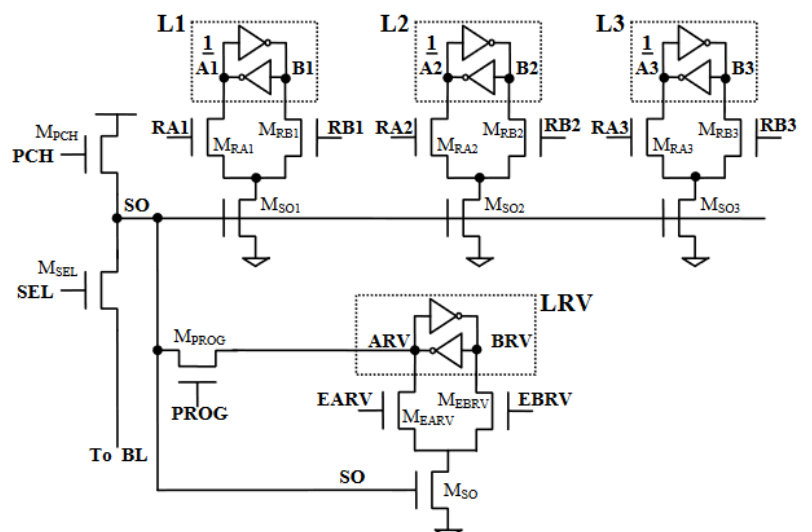 L1 L2 L3
1 1 1
A1 B1 A2 B2 A3 B3
RA1 MRA1 MRB1 RB1 RA2 MRA2 MRB2 RB2 RA3 MRA3 MRB3 RB3
MPCH
PCH
SO MSO1 MSO2 MSO3
MSEL
SEL
LRV
MPROG ARV BRV
PROG
EARV MEARV MEBRV EBRV
To BL
SO MSO